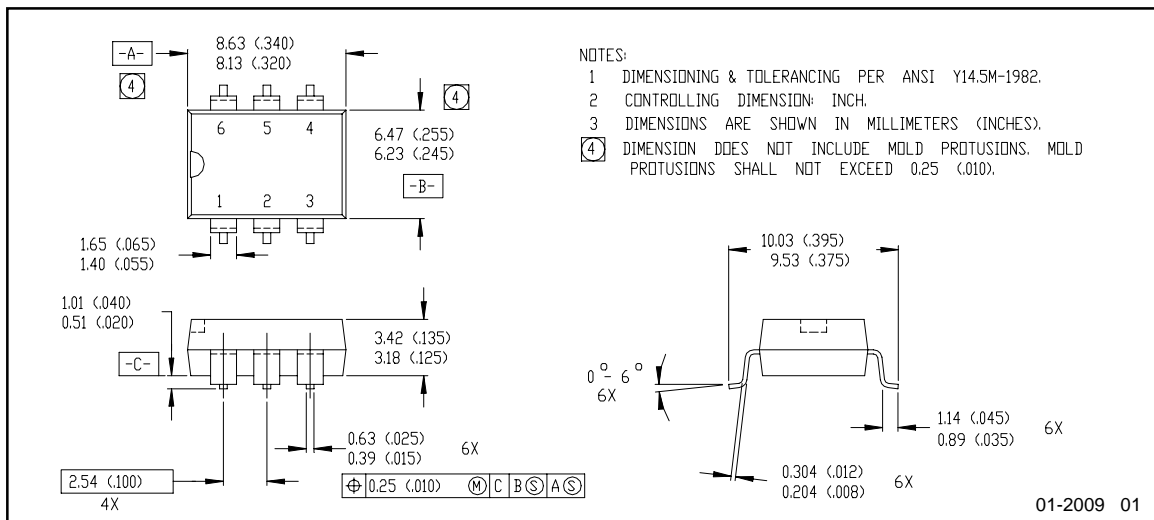 -A-
8.63 (.340)
8.13 (.320)
4
4
6 5 4
1 2 3
6.47 (.255)
6.23 (.245)
-B-
1.65 (.065)
1.40 (.055)
NOTES:
1 DIMENSIONING & TOLERANCING PER ANSI Y14.5M-1982.
2 CONTROLLING DIMENSION: INCH.
3 DIMENSIONS ARE SHOWN IN MILLIMETERS (INCHES).
4 DIMENSION DOES NOT INCLUDE MOLD PROTUSIONS. MOLD
PROTUSIONS SHALL NOT EXCEED 0.25 (.010).
1.01 (.040)
0.51 (.020)
-C-
3.42 (.135)
3.18 (.125)
0.63 (.025)
0.39 (.015)
6X
2.54 (.100)
4X
⌖ 0.25 (.010) Ⓜ C B Ⓢ A Ⓢ
10.03 (.395)
9.53 (.375)
0°- 6°
6X
1.14 (.045)
0.89 (.035)
6X
0.304 (.012)
0.204 (.008)
6X
01-2009 01